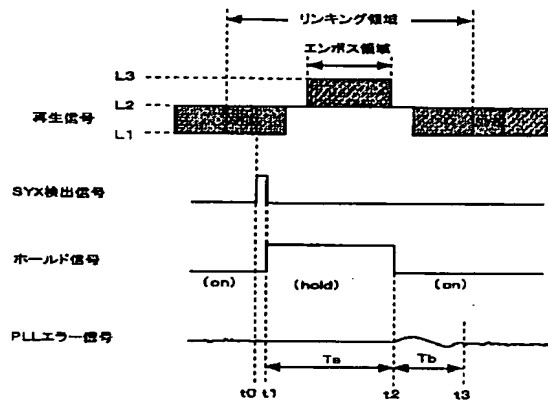 リンキング領域
エンボス領域
L3
L2
再生信号
L1
SYX検出信号
ホールド信号
(on)
(hold)
(on)
PLLエラー信号
Ta
Tb
t0
t1
t2
t3